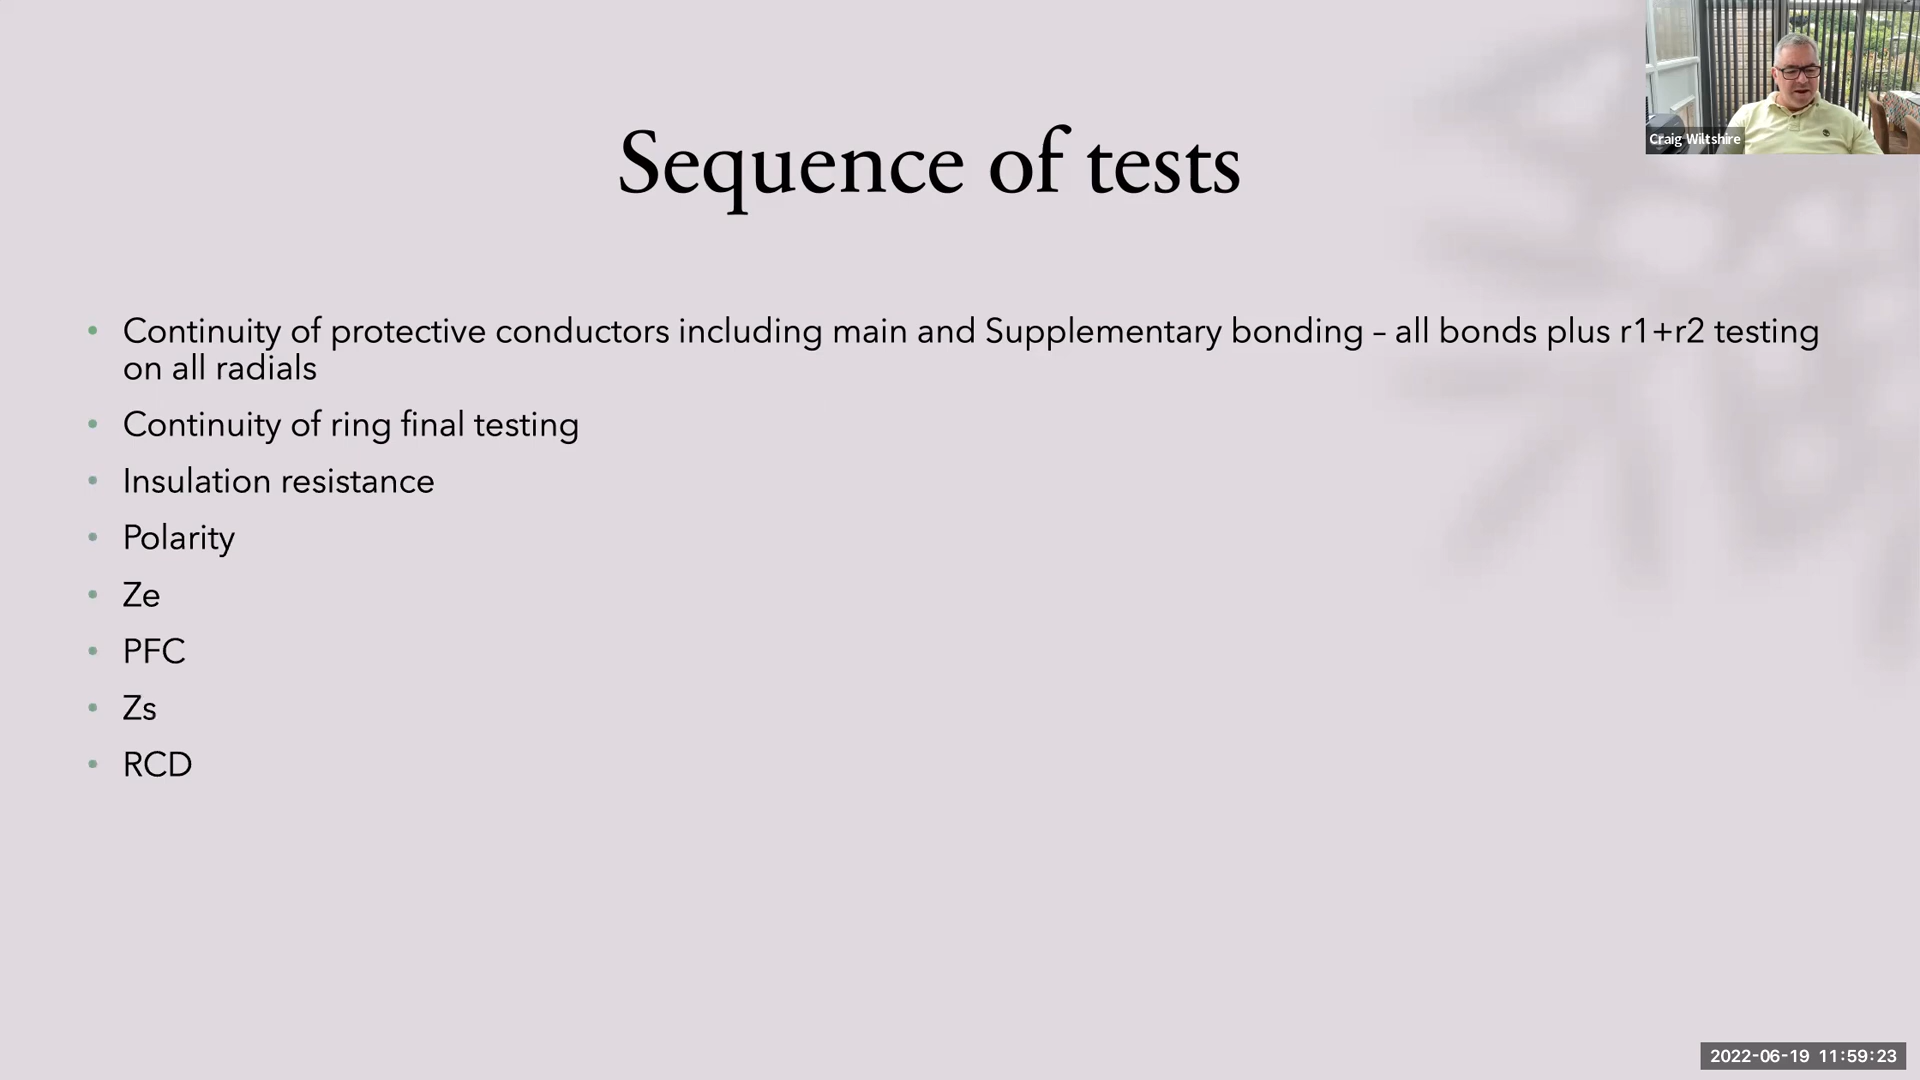 Craig Wiltshire
Sequence of tests
• Continuity of protective conductors including main and Supplementary bonding – all bonds plus r1+r2 testing
on all radials
• Continuity of ring final testing
• Insulation resistance
• Polarity
• Ze
• PFC
• Zs
• RCD
2022-06-19 11:59:23